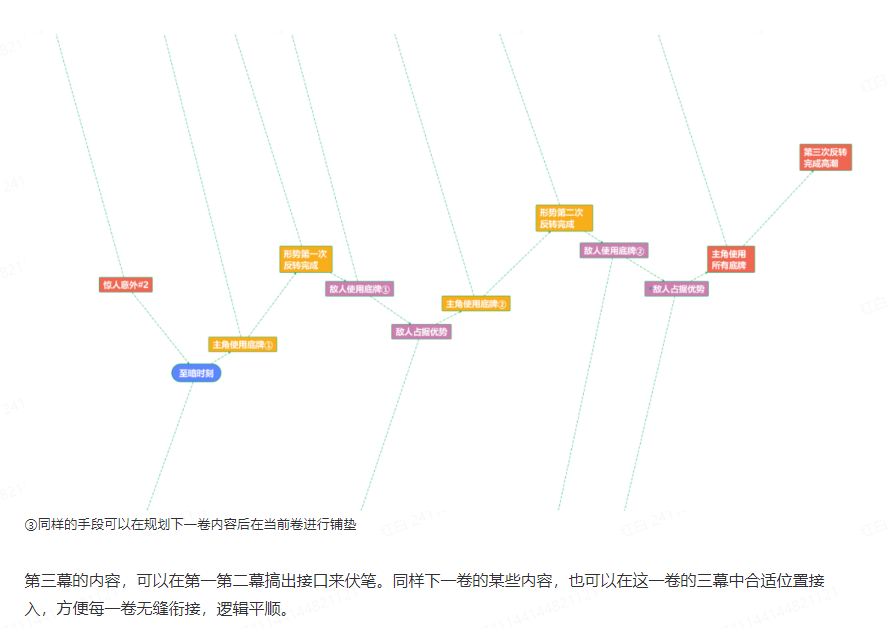 第三次反转
完成高潮
形势第二次
反转完成
敌人使用底牌②
形势第一次
反转完成
主角使用
所有底牌
惊人意外#2
敌人使用底牌①
敌人占据优势
主角使用底牌②
敌人占据优势
主角使用底牌①
至暗时刻
③同样的手段可以在规划下一卷内容后在当前卷进行铺垫
第三幕的内容，可以在第一第二幕搞出接口来伏笔。同样下一卷的某些内容，也可以在这一卷的三幕中合适位置接
入，方便每一卷无缝衔接，逻辑平顺。